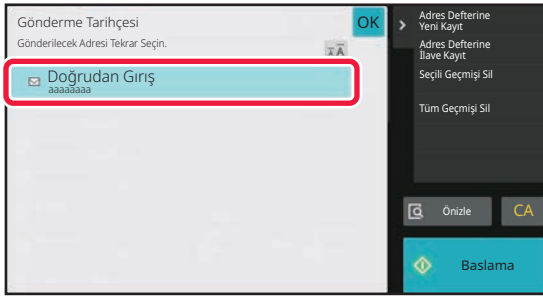 Gönderme Tarihçesi
OK
Gönderilecek Adresi Tekrar Seçin.
Doğrudan Gırış
aaaaaaaa
Adres Defterine
Yeni Kayıt
Adres Defterine
İlave Kayıt
Seçili Geçmişi Sil
Tüm Geçmişi Sil
Önizle
CA
Baslama